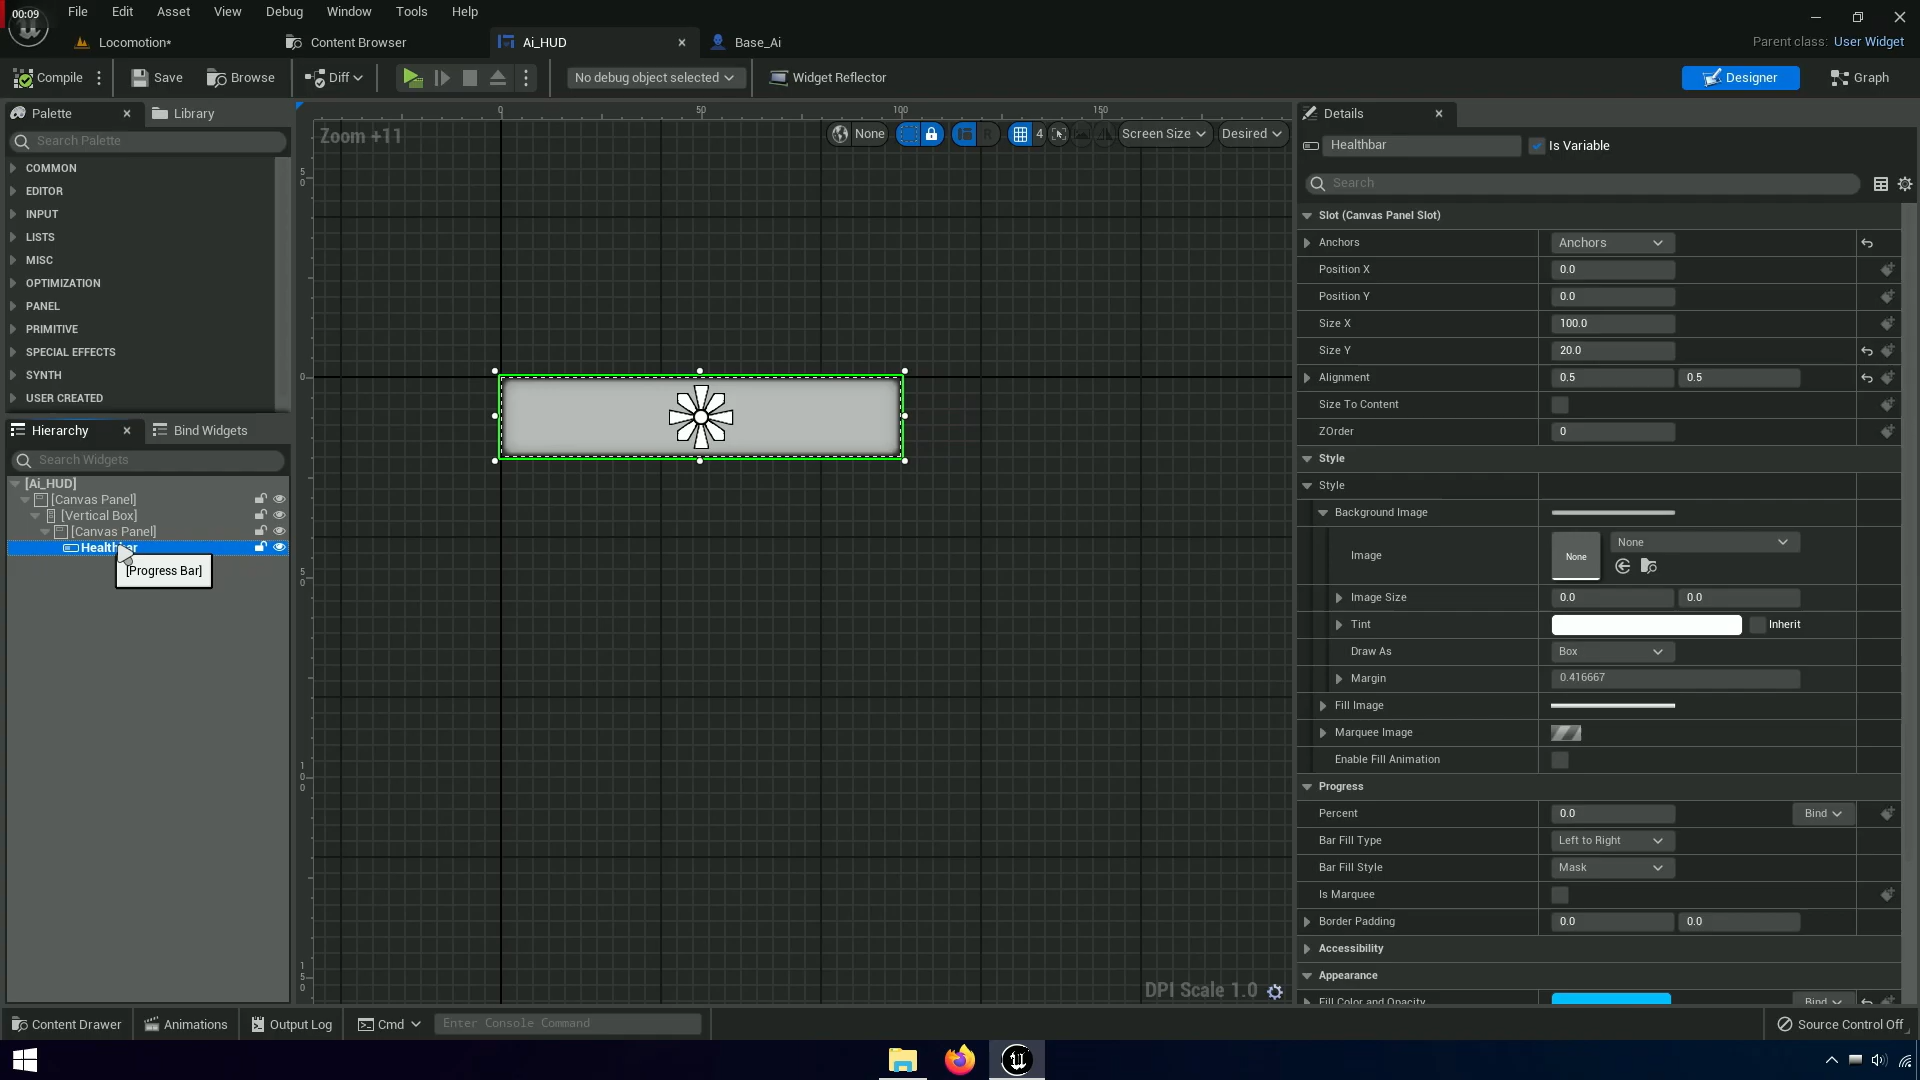 00:09
File Edit Asset View Debug Window Tools Help
Locomotion* Content Browser Ai_HUD Base_Ai
Parent class: User Widget
Compile Save Browse Diff No debug object selected Widget Reflector Designer Graph
Palette Library
Search Palette
COMMON
EDITOR
INPUT
LISTS
MISC
OPTIMIZATION
PANEL
PRIMITIVE
SPECIAL EFFECTS
SYNTH
USER CREATED
Hierarchy Bind Widgets
Search Widgets
[Ai_HUD]
[Canvas Panel]
[Vertical Box]
[Canvas Panel]
Healthbar
[Progress Bar]
0 50 100 150
Zoom +11
None R 4 Screen Size Desired
50
0
50
100
150
DPI Scale 1.0
Details
Healthbar Is Variable
Search
Slot (Canvas Panel Slot)
Anchors Anchors
Position X 0.0
Position Y 0.0
Size X 100.0
Size Y 20.0
Alignment 0.5 0.5
Size To Content
ZOrder 0
Style
Style
Background Image
Image None None
Image Size 0.0 0.0
Tint Inherit
Draw As Box
Margin 0.416667
Fill Image
Marquee Image
Enable Fill Animation
Progress
Percent 0.0 Bind
Bar Fill Type Left to Right
Bar Fill Style Mask
Is Marquee
Border Padding 0.0 0.0
Accessibility
Appearance
Fill Color and Opacity Bind
Content Drawer Animations Output Log Cmd Enter Console Command Source Control Off